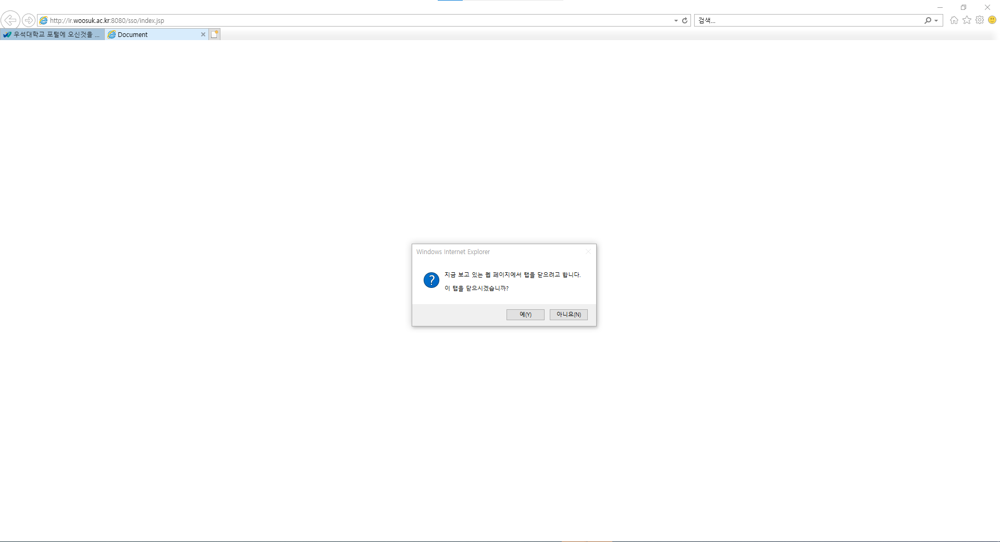 http://ir.woosuk.ac.kr:8080/sso/index.jsp
검색...
우석대학교 포털에 오신것을 ...
Document
Windows Internet Explorer
지금 보고 있는 웹 페이지에서 탭을 닫으려고 합니다.
이 탭을 닫으시겠습니까?
예(Y)
아니요(N)